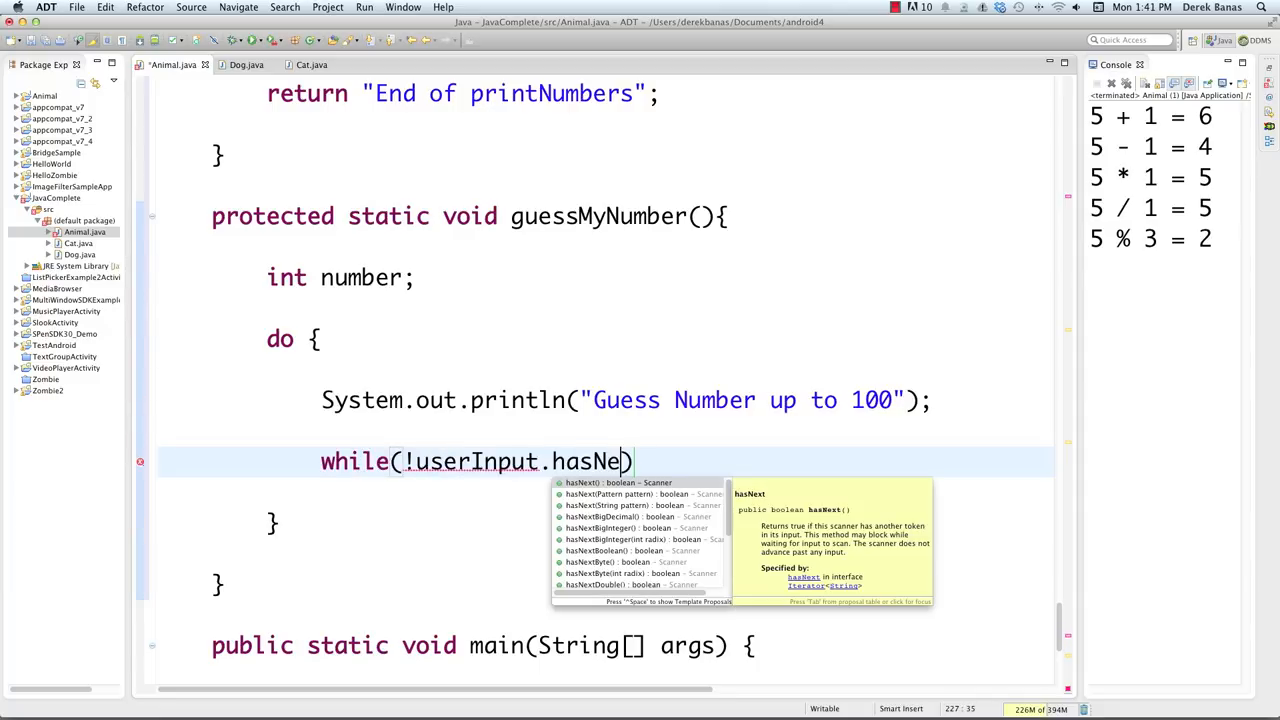 ADT File Edit Refactor Source Navigate Search Project Run Window Help 10 Mon 1:41 PM Derek Banas
Java – JavaComplete/src/Animal.java – ADT – /Users/derekbanas/Documents/android4
Quick Access Java DDMS
Package Exp
*Animal.java Dog.java Cat.java
Console
<terminated> Animal (1) [Java Application] /S
Animal
appcompat_v7
appcompat_v7_2
appcompat_v7_3
appcompat_v7_4
BridgeSample
HelloWorld
HelloZombie
ImageFilterSampleApp
JavaComplete
src
(default package)
Animal.java
Cat.java
Dog.java
JRE System Library [Ja
ListPickerExample2Activi
MediaBrowser
MultiWindowSDKExample
MusicPlayerActivity
SlookActivity
SPenSDK30_Demo
TestAndroid
TextGroupActivity
VideoPlayerActivity
Zombie
Zombie2
return "End of printNumbers";
}
protected static void guessMyNumber(){
int number;
do {
System.out.println("Guess Number up to 100");
while(!userInput.hasNe)
}
}
public static void main(String[] args) {
hasNext() : boolean – Scanner
hasNext(Pattern pattern) : boolean – Scanne
hasNext(String pattern) : boolean – Scanner
hasNextBigDecimal() : boolean – Scanner
hasNextBigInteger() : boolean – Scanner
hasNextBigInteger(int radix) : boolean – Scan
hasNextBoolean() : boolean – Scanner
hasNextByte() : boolean – Scanner
hasNextByte(int radix) : boolean – Scanner
hasNextDouble() : boolean – Scanner
Press '^Space' to show Template Proposals
hasNext
public boolean hasNext()
Returns true if this scanner has another token
in its input. This method may block while
waiting for input to scan. The scanner does not
advance past any input.
Specified by:
hasNext in interface
Iterator<String>
Press 'Tab' from proposal table or click for focus
5 + 1 = 6
5 - 1 = 4
5 * 1 = 5
5 / 1 = 5
5 % 3 = 2
Writable Smart Insert 227 : 35 226M of 394M